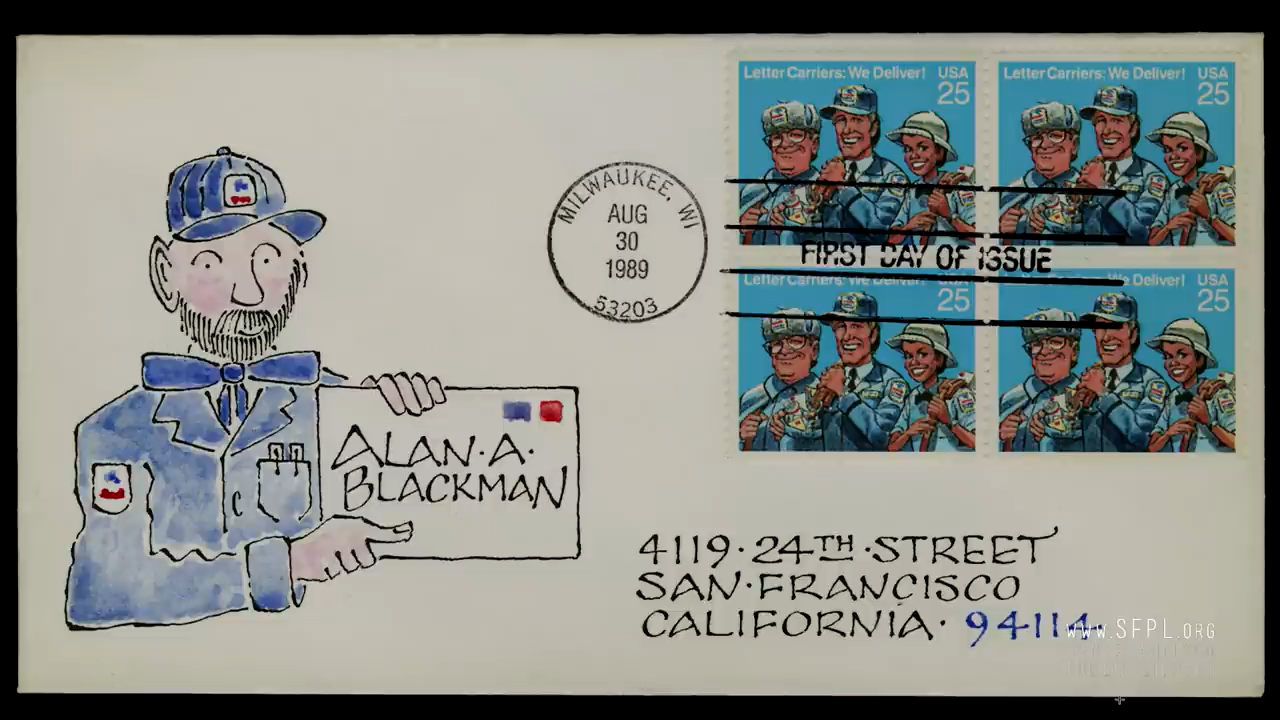 Letter Carriers: We Deliver! USA
25
Letter Carriers: We Deliver! USA
25
MILWAUKEE, WI
AUG
30
1989
53203
FIRST DAY OF ISSUE
Letter Carriers: We Deliver! USA
25
We Deliver! USA
25
ALAN·A·
BLACKMAN
4119·24TH·STREET
SAN·FRANCISCO
CALIFORNIA· 94114·
WWW.SFPL.ORG